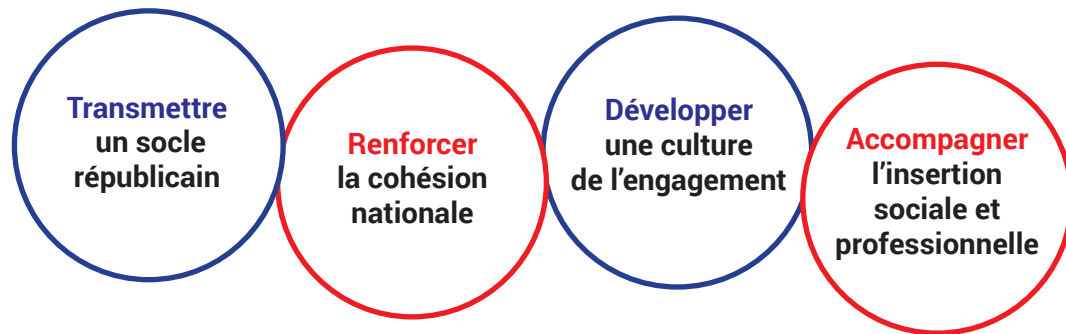 Transmettre
un socle
républicain
Renforcer
la cohésion
nationale
Développer
une culture
de l’engagement
Accompagner
l’insertion
sociale et
professionnelle